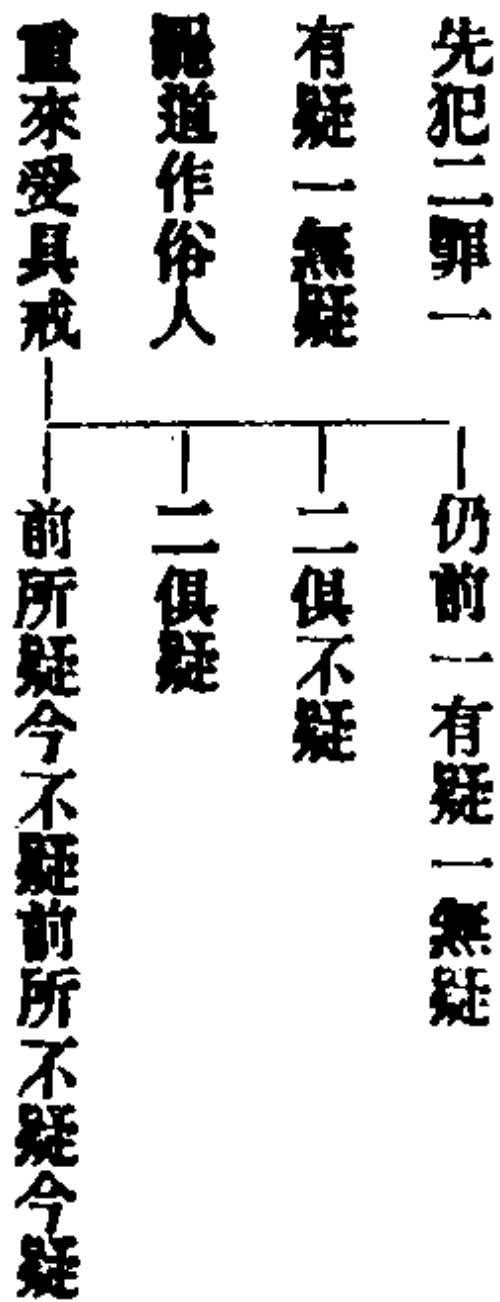 先犯二罪一
有疑一無疑
罷道作俗人
重來受具戒
仍前一有疑一無疑
二俱不疑
二俱疑
前所疑今不疑前所不疑今疑